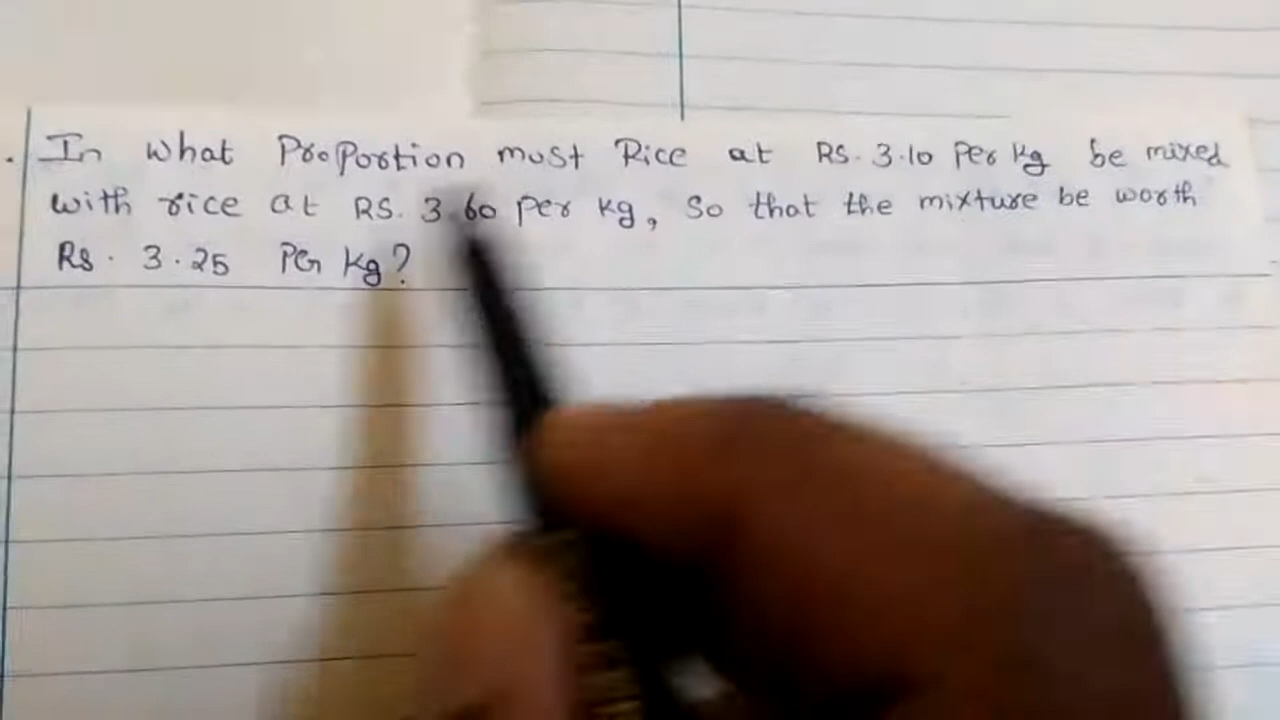 In what Proportion must Rice at RS. 3.10 Per kg be mixed
with rice at RS. 3.60 per kg, So that the mixture be worth
Rs. 3.25 Per kg?